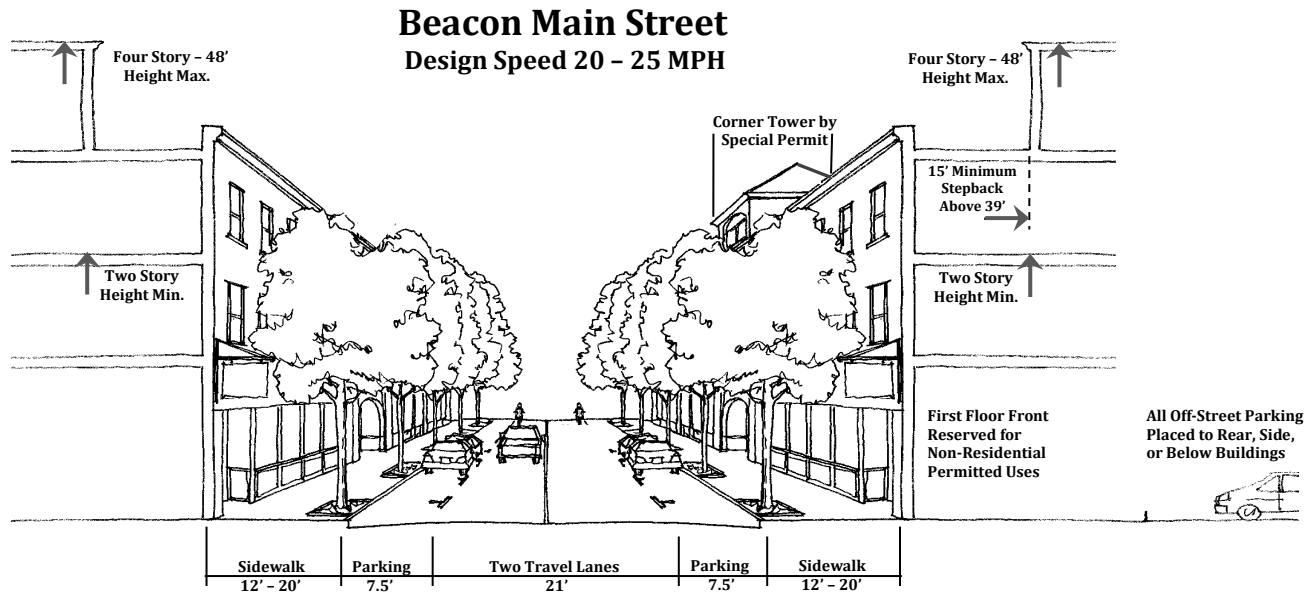 Beacon Main Street
Design Speed 20 – 25 MPH
Four Story – 48’
Height Max.
Four Story – 48’
Height Max.
Corner Tower by
Special Permit
15’ Minimum
Stepback
Above 39’
Two Story
Height Min.
Two Story
Height Min.
First Floor Front
Reserved for
Non-Residential
Permitted Uses
All Off-Street Parking
Placed to Rear, Side,
or Below Buildings
Sidewalk
12’ – 20’
Parking
7.5’
Two Travel Lanes
21’
Parking
7.5’
Sidewalk
12’ – 20’